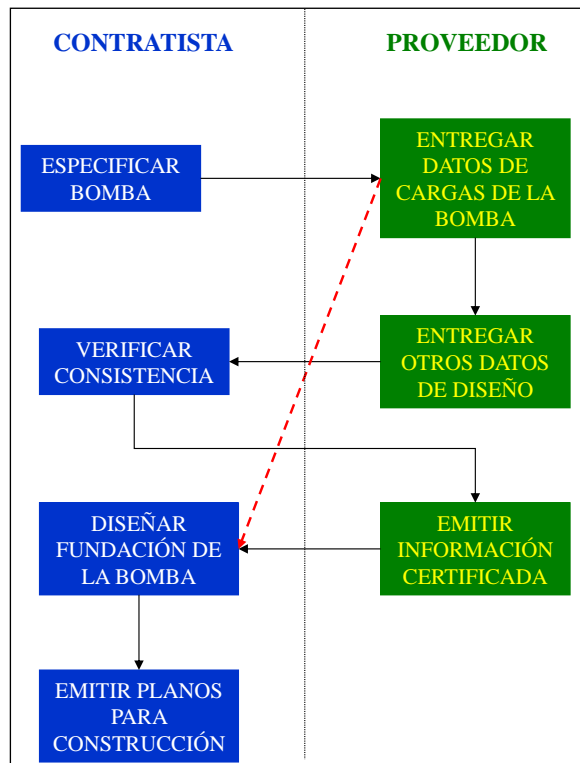 CONTRATISTA
PROVEEDOR
ESPECIFICAR
BOMBA
ENTREGAR
DATOS DE
CARGAS DE LA
BOMBA
VERIFICAR
CONSISTENCIA
ENTREGAR
OTROS DATOS
DE DISEÑO
DISEÑAR
FUNDACIÓN DE
LA BOMBA
EMITIR
INFORMACIÓN
CERTIFICADA
EMITIR PLANOS
PARA
CONSTRUCCIÓN